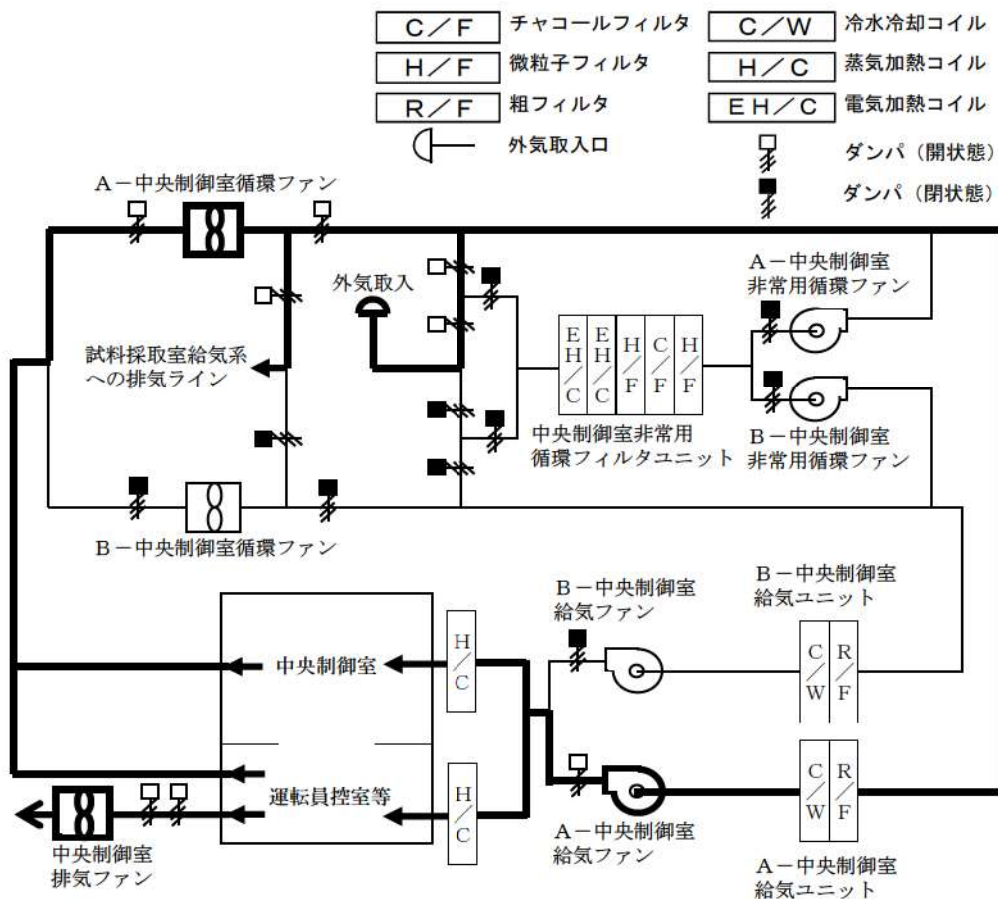 C/F チャコールフィルタ
C/W 冷水冷却コイル
H/F 微粒子フィルタ
H/C 蒸気加熱コイル
R/F 粗フィルタ
EH/C 電気加熱コイル
外気取入口
ダンパ（開状態）
ダンパ（閉状態）
A－中央制御室循環ファン
外気取入
試料採取室給気系
への排気ライン
EH/C
EH/C
H/F
C/F
H/F
中央制御室非常用
循環フィルタユニット
A－中央制御室
非常用循環ファン
B－中央制御室
非常用循環ファン
B－中央制御室循環ファン
中央制御室
H/C
B－中央制御室
給気ファン
B－中央制御室
給気ユニット
C/W
R/F
運転員控室等
H/C
A－中央制御室
給気ファン
C/W
R/F
A－中央制御室
給気ユニット
中央制御室
排気ファン